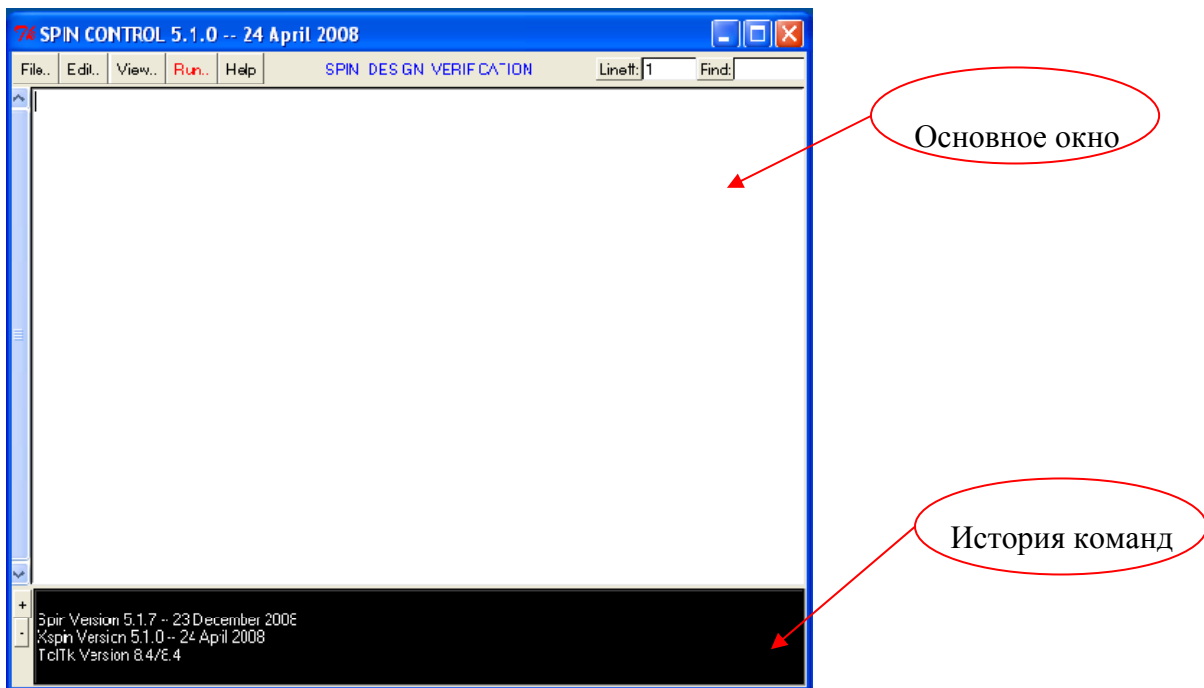 SPIN CONTROL 5.1.0 -- 24 April 2008
File.. Edit.. View.. Run.. Help SPIN DESIGN VERIFICATION Line#: 1 Find:
Основное окно
История команд
+
Spin Version 5.1.7 -- 23 December 2008
-
Xspin Version 5.1.0 -- 24 April 2008
TclTk Version 8.4/8.4